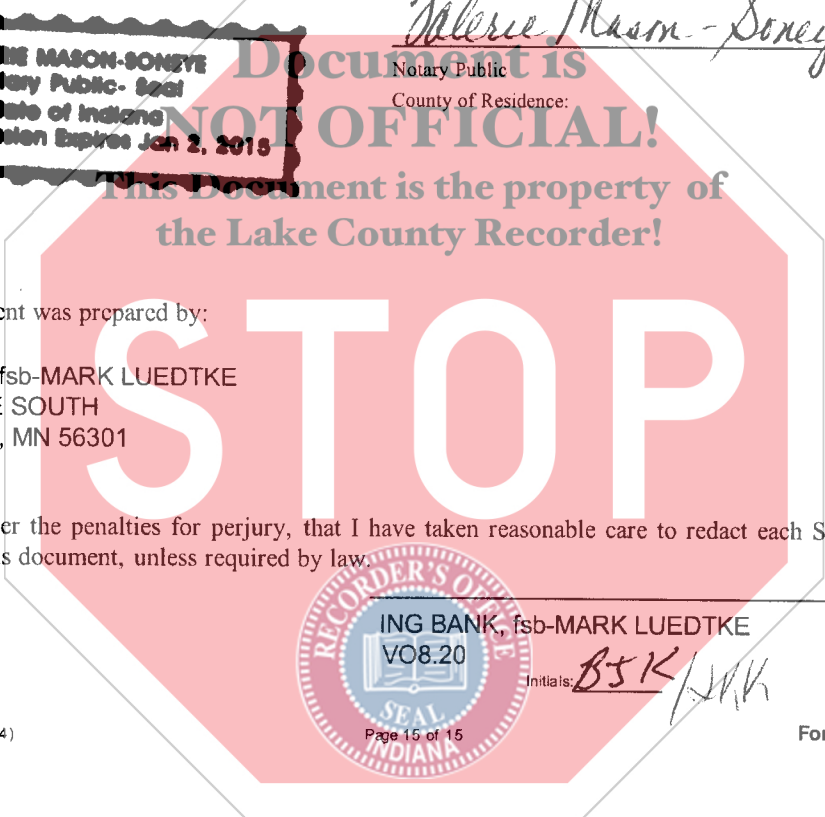 Valerie Mason-Soney
IE MASON-SONEYE
ary Public- Seal
ate of Indiana
sion Expires Jan 2, 2015
Notary Public
County of Residence:
Document is
NOT OFFICIAL!
This Document is the property of
the Lake County Recorder!
STOP
ent was prepared by:
fsb-MARK LUEDTKE
E SOUTH
, MN 56301
er the penalties for perjury, that I have taken reasonable care to redact each S
s document, unless required by law.
RECORDER'S OFFICE
SEAL
INDIANA
ING BANK, fsb-MARK LUEDTKE
VO8.20
Initials: BJK
4)
Page 15 of 15
For